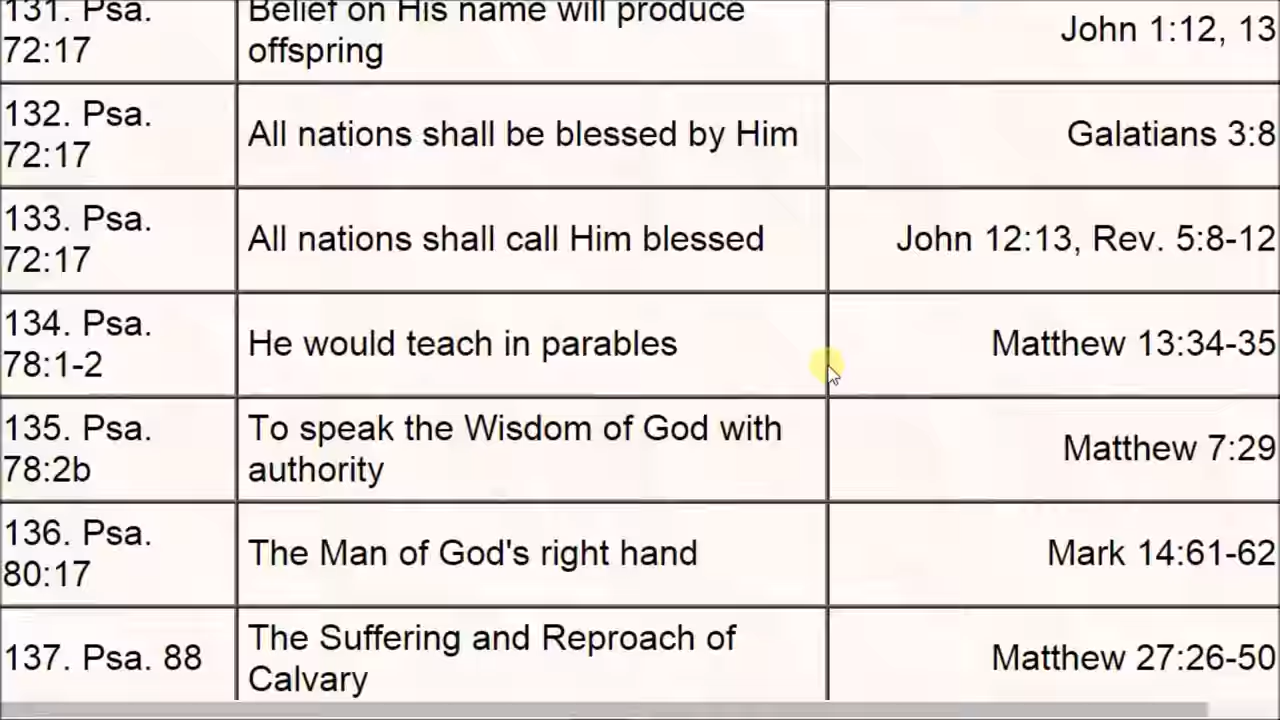 131. Psa.
72:17
Belief on His name will produce
offspring
John 1:12, 13
132. Psa.
72:17
All nations shall be blessed by Him
Galatians 3:8
133. Psa.
72:17
All nations shall call Him blessed
John 12:13, Rev. 5:8-12
134. Psa.
78:1-2
He would teach in parables
Matthew 13:34-35
135. Psa.
78:2b
To speak the Wisdom of God with
authority
Matthew 7:29
136. Psa.
80:17
The Man of God's right hand
Mark 14:61-62
137. Psa. 88
The Suffering and Reproach of
Calvary
Matthew 27:26-50